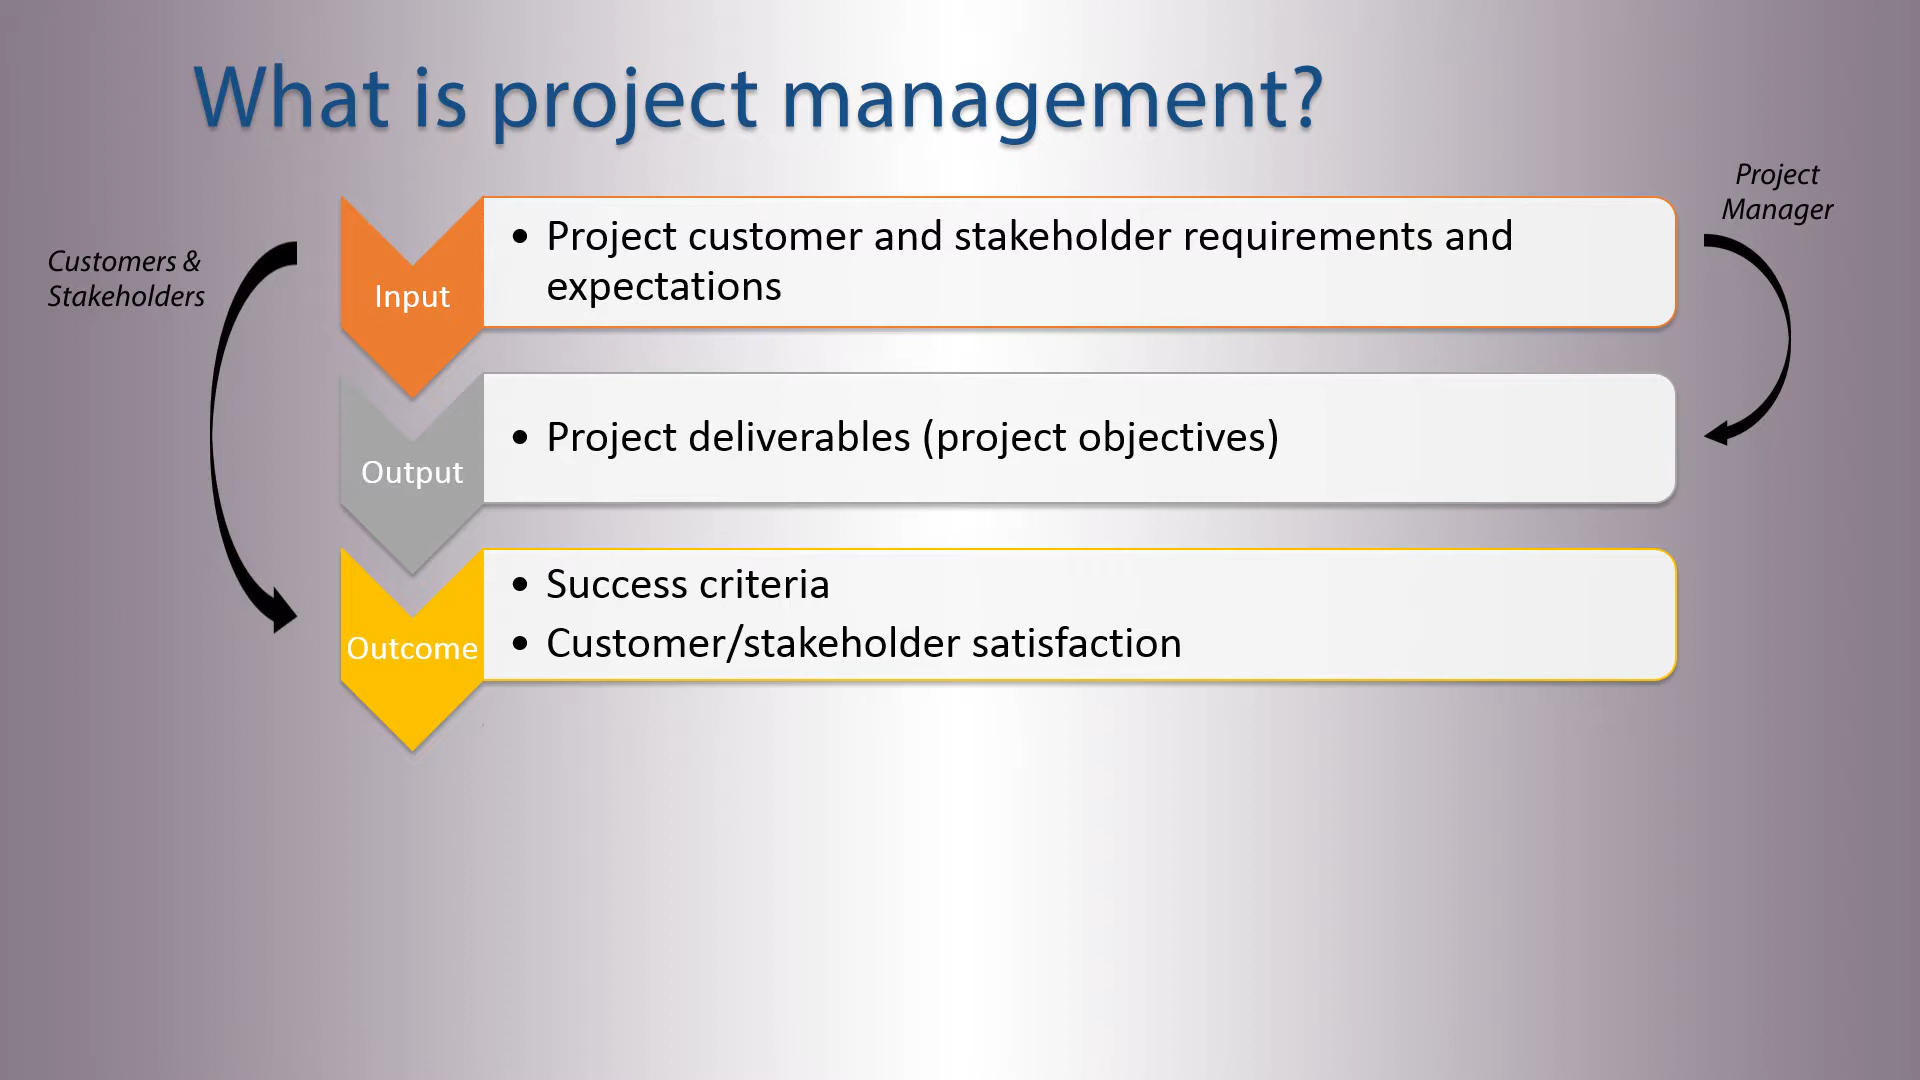 What is project management?
Project
Manager
Customers &
Stakeholders
Input
• Project customer and stakeholder requirements and
expectations
Output
• Project deliverables (project objectives)
Outcome
• Success criteria
• Customer/stakeholder satisfaction